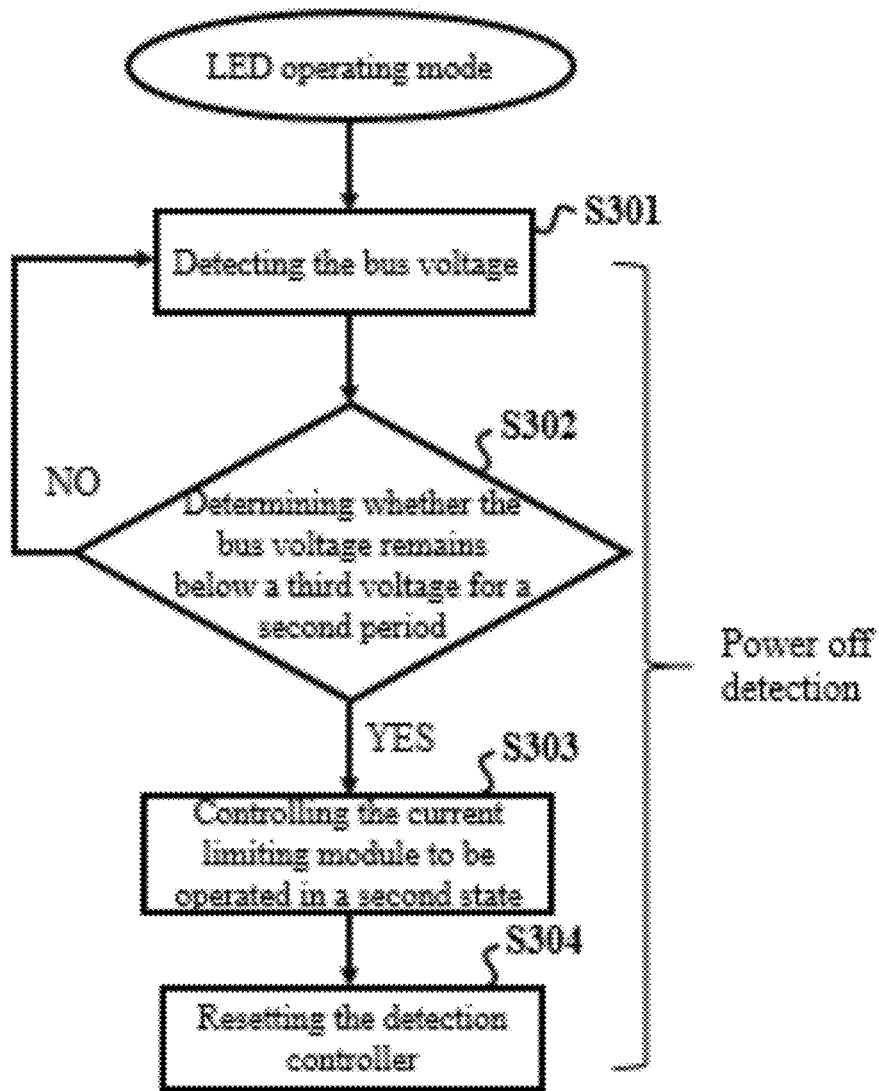 LED operating mode
S301
Detecting the bus voltage
S302
NO
Determining whether the
bus voltage remains
below a third voltage for a
second period
Power off
detection
YES
S303
Controlling the current
limiting module to be
operated in a second state
S304
Resetting the detection
controller